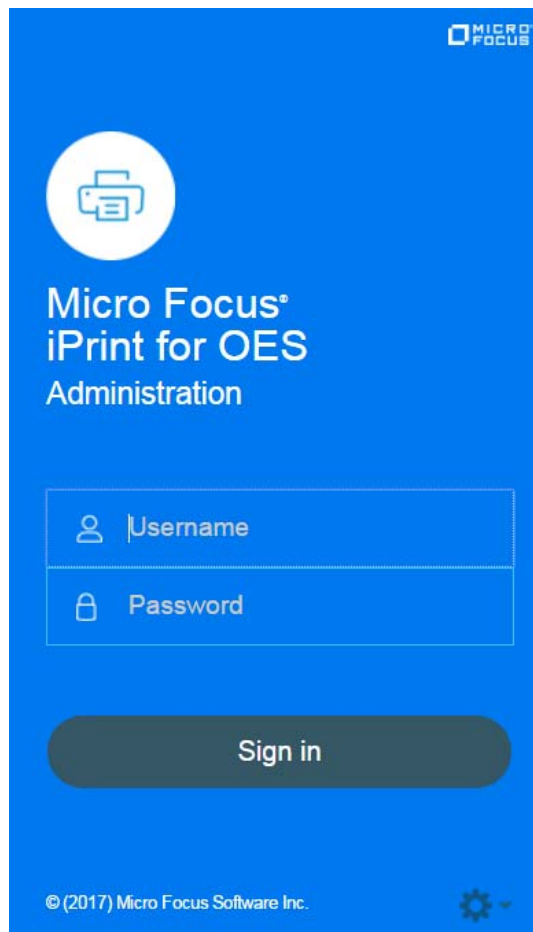 MICRO
FOCUS
Micro Focus®
iPrint for OES
Administration
Username
Password
Sign in
© (2017) Micro Focus Software Inc.